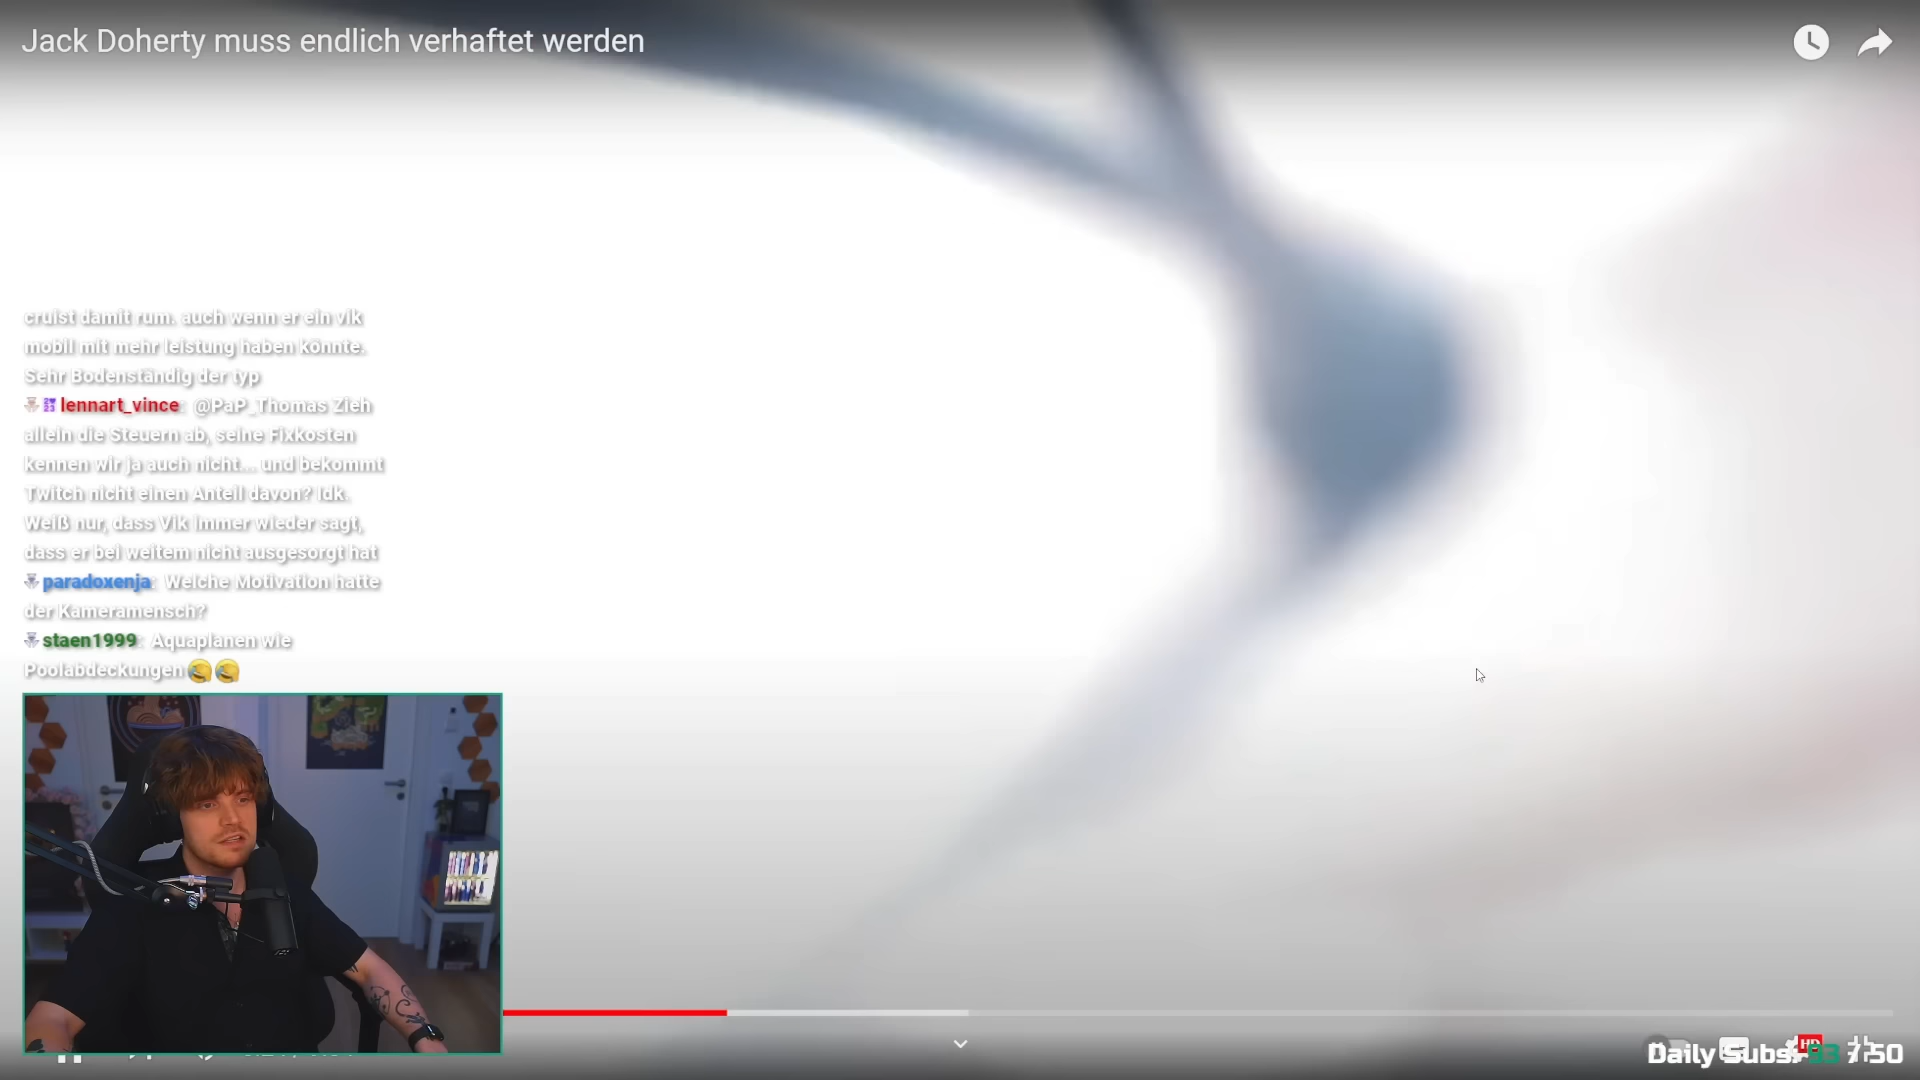 Jack Doherty muss endlich verhaftet werden
cruist damit rum. auch wenn er ein vik
mobil mit mehr leistung haben könnte.
Sehr Bodenständig der typ
lennart_vince: @PaP_Thomas Zieh
allein die Steuern ab, seine Fixkosten
kennen wir ja auch nicht... und bekommt
Twitch nicht einen Anteil davon? Idk.
Weiß nur, dass Vik immer wieder sagt,
dass er bei weitem nicht ausgesorgt hat
paradoxenja: Welche Motivation hatte
der Kameramensch?
staen1999: Aquaplanen wie
Poolabdeckungen
HD
Daily Subs: 93 / 50